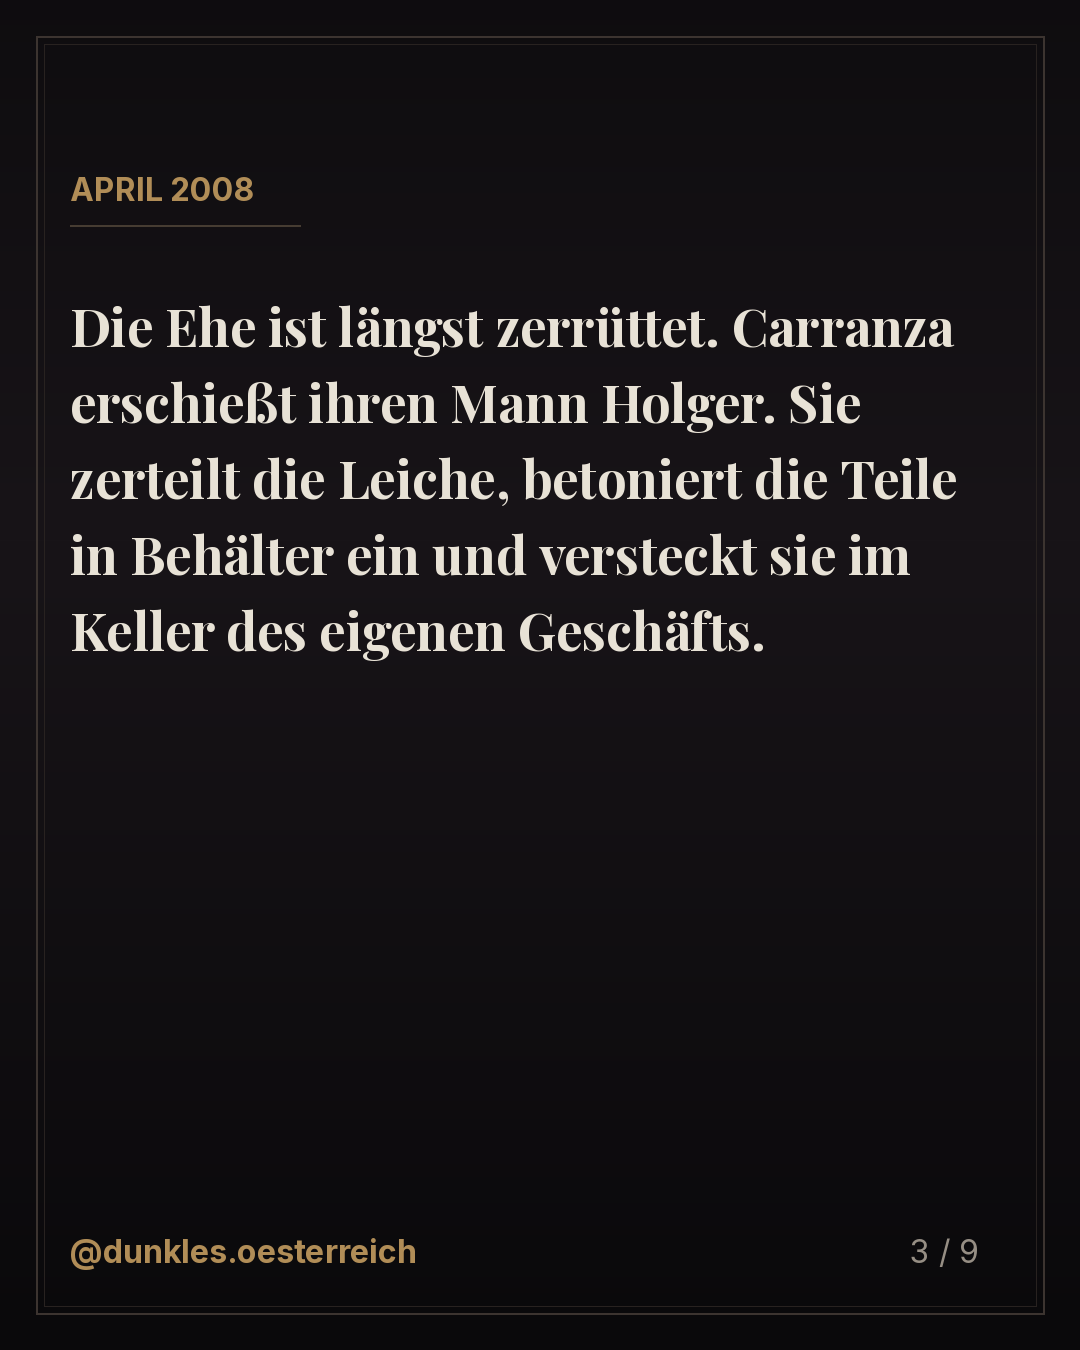 APRIL 2008
Die Ehe ist längst zerrüttet. Carranza
erschießt ihren Mann Holger. Sie
zerteilt die Leiche, betoniert die Teile
in Behälter ein und versteckt sie im
Keller des eigenen Geschäfts.
@dunkles.oesterreich
3 / 9